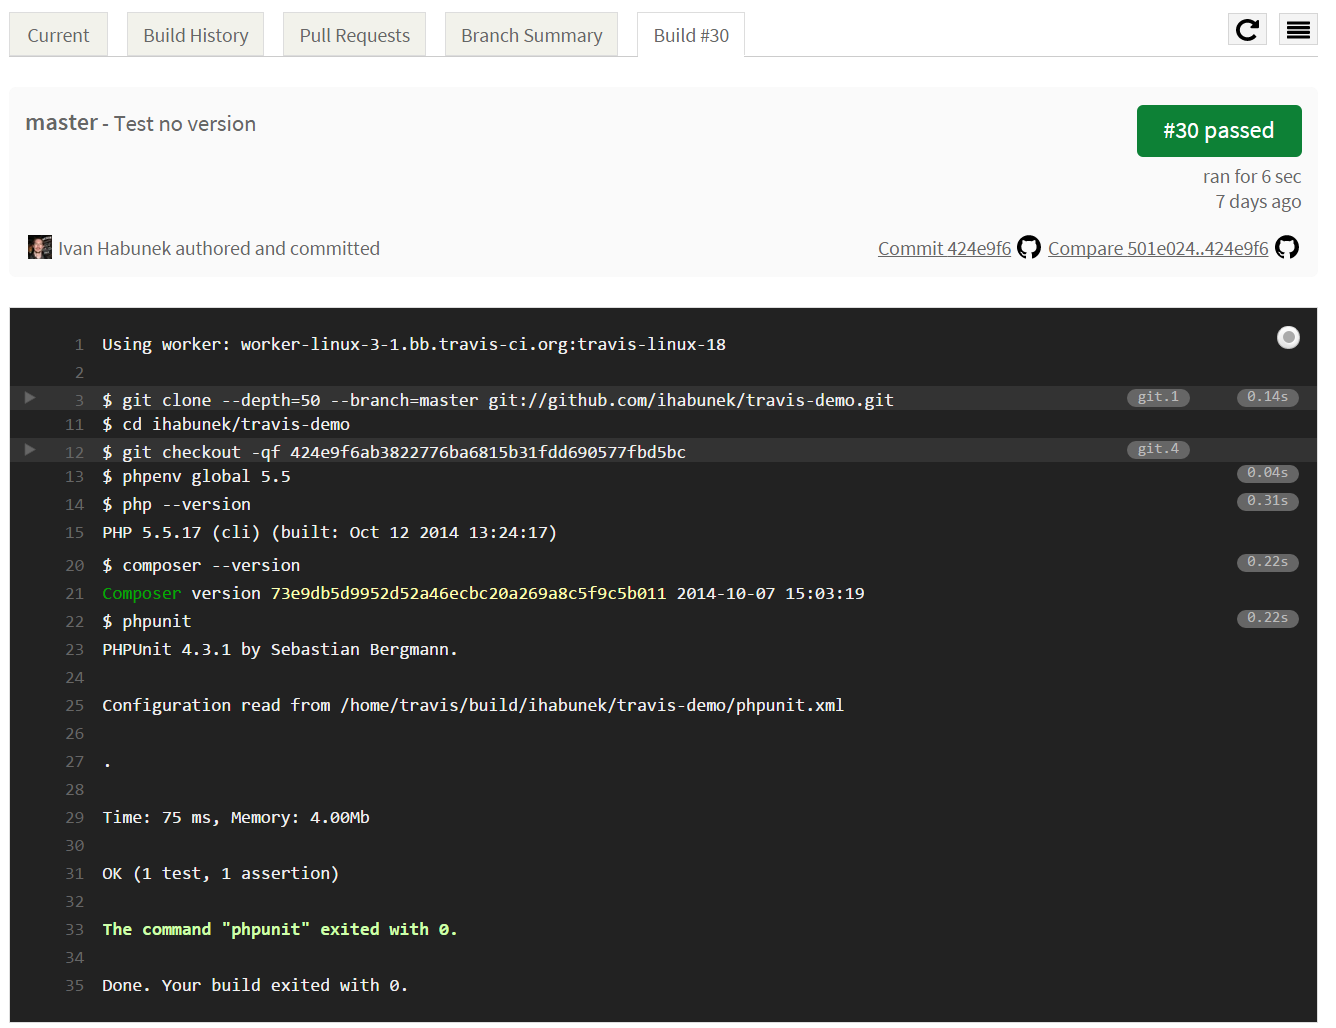 Current Build History Pull Requests Branch Summary Build #30
master - Test no version
#30 passed
ran for 6 sec
7 days ago
Ivan Habunek authored and committed
Commit 424e9f6 Compare 501e024..424e9f6
1 Using worker: worker-linux-3-1.bb.travis-ci.org:travis-linux-18
2
3 $ git clone --depth=50 --branch=master git://github.com/ihabunek/travis-demo.git git.1 0.14s
11 $ cd ihabunek/travis-demo
12 $ git checkout -qf 424e9f6ab3822776ba6815b31fdd690577fbd5bc git.4
13 $ phpenv global 5.5 0.04s
14 $ php --version 0.31s
15 PHP 5.5.17 (cli) (built: Oct 12 2014 13:24:17)
20 $ composer --version 0.22s
21 Composer version 73e9db5d9952d52a46ecbc20a269a8c5f9c5b011 2014-10-07 15:03:19
22 $ phpunit 0.22s
23 PHPUnit 4.3.1 by Sebastian Bergmann.
24
25 Configuration read from /home/travis/build/ihabunek/travis-demo/phpunit.xml
26
27 .
28
29 Time: 75 ms, Memory: 4.00Mb
30
31 OK (1 test, 1 assertion)
32
33 The command "phpunit" exited with 0.
34
35 Done. Your build exited with 0.